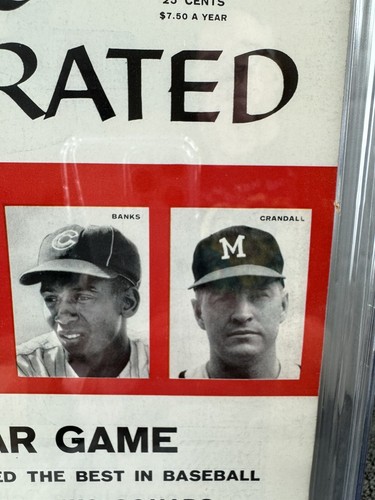 25 CENTS
$7.50 A YEAR
RATED
BANKS
CRANDALL
C
M
AR GAME
ED THE BEST IN BASEBALL